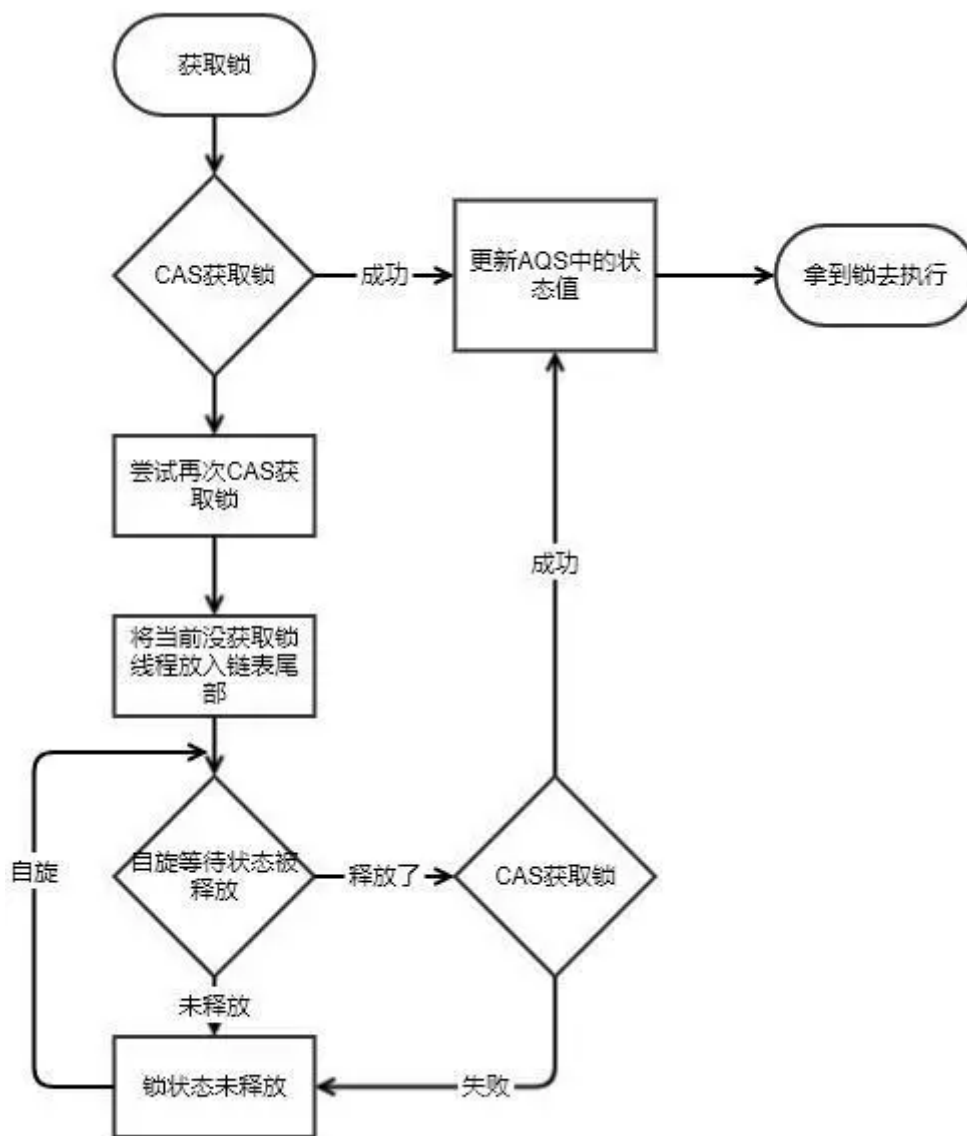 获取锁
CAS获取锁
成功
更新AQS中的状
态值
拿到锁去执行
尝试再次CAS获
取锁
将当前没获取锁
线程放入链表尾
部
成功
自旋
自旋等待状态被
释放
释放了
CAS获取锁
未释放
锁状态未释放
失败